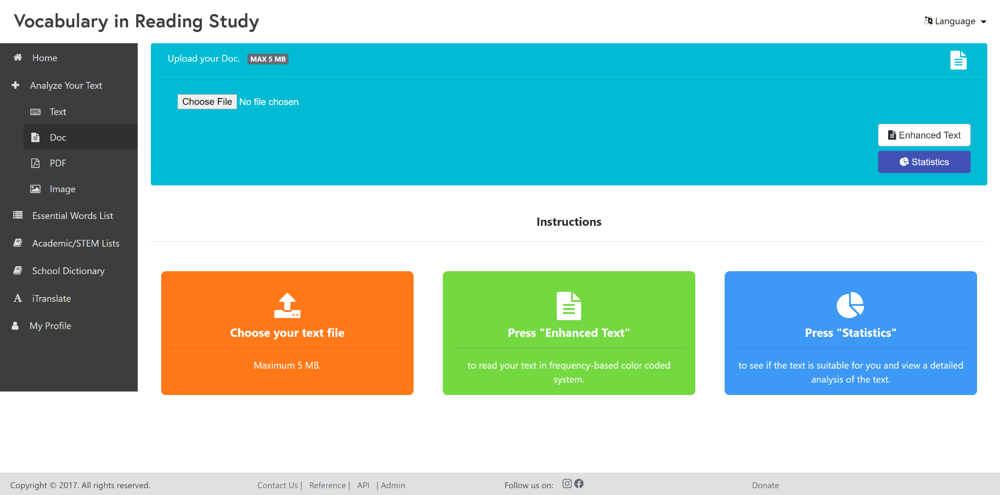 Vocabulary in Reading Study
Language
Home
Analyze Your Text
Text
Doc
PDF
Image
Essential Words List
Academic/STEM Lists
School Dictionary
iTranslate
My Profile
Upload your Doc. MAX 5 MB
Choose File No file chosen
Enhanced Text
Statistics
Instructions
Choose your text file
Maximum 5 MB.
Press "Enhanced Text"
to read your text in frequency-based color coded
system.
Press "Statistics"
to see if the text is suitable for you and view a detailed
analysis of the text.
Copyright © 2017. All rights reserved.
Contact Us | Reference | API | Admin
Follow us on:
Donate